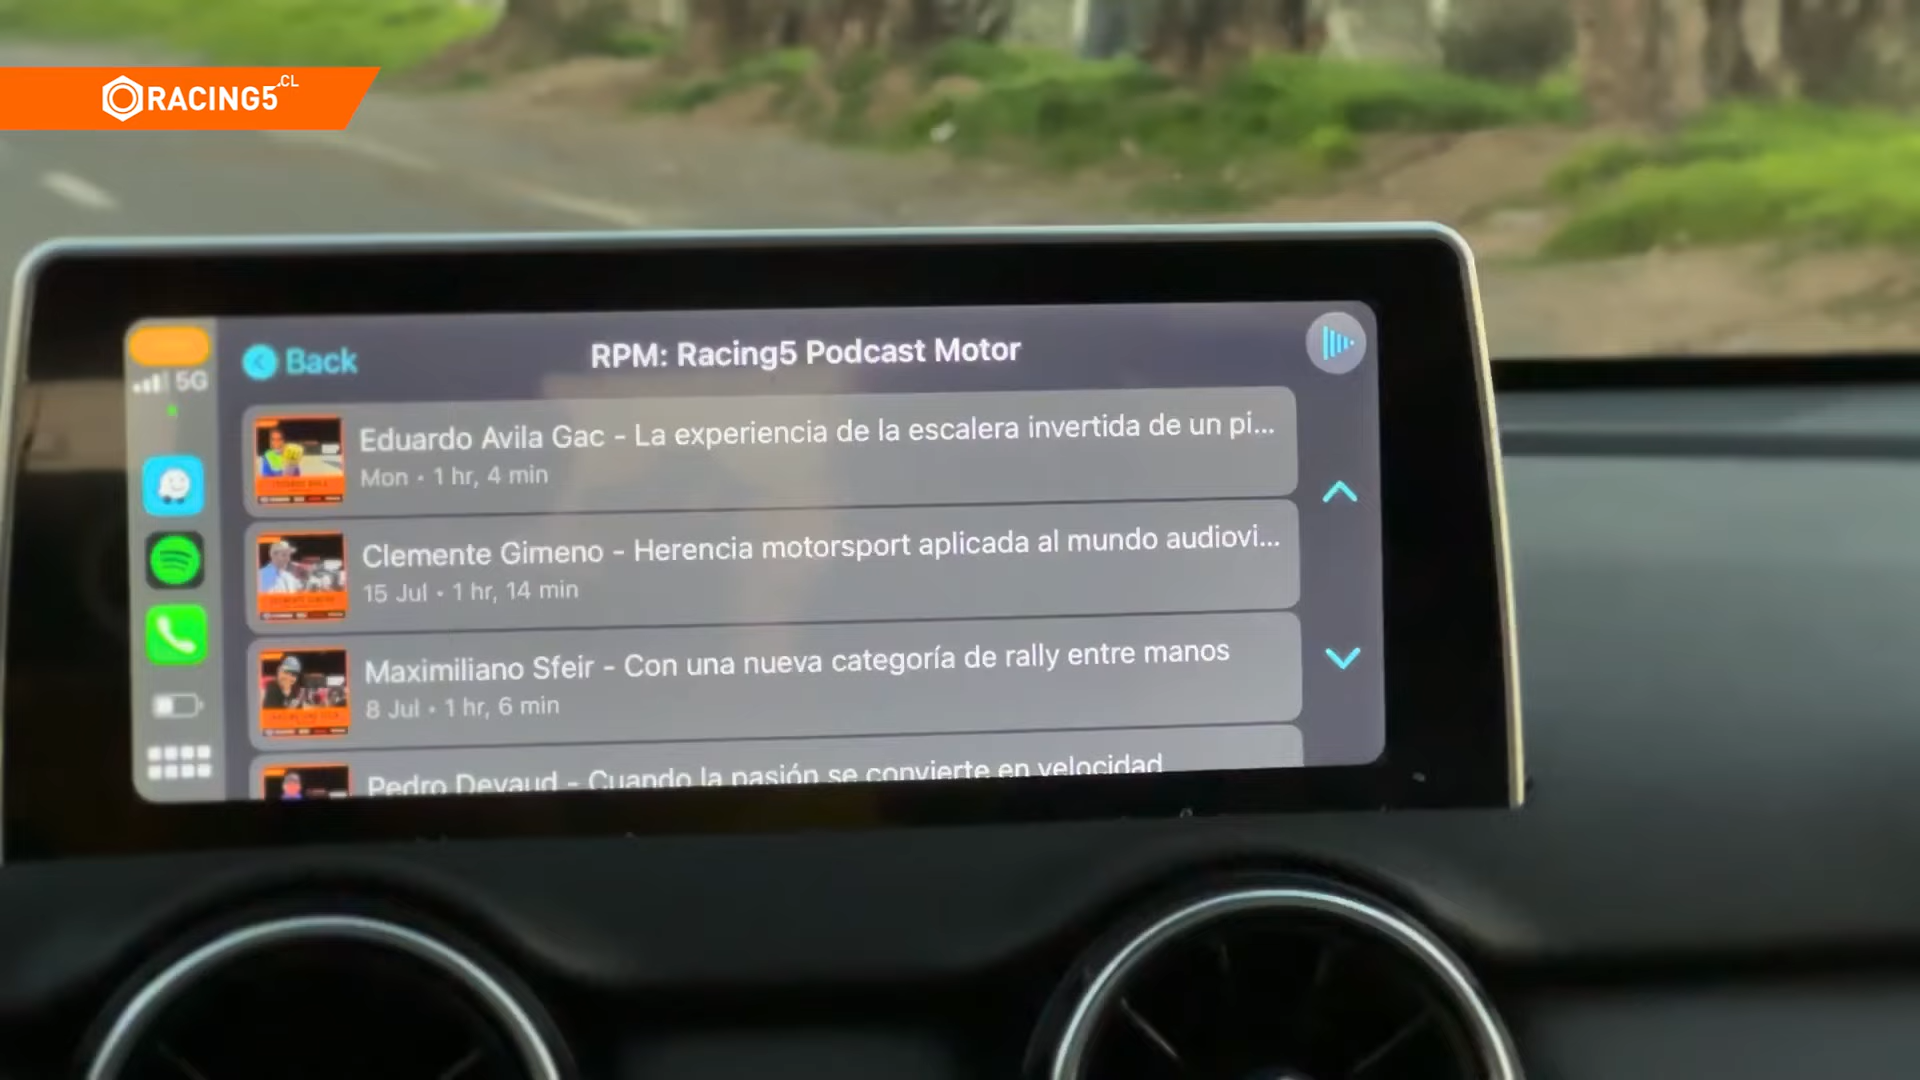 RACING5.CL
5G
Back
RPM: Racing5 Podcast Motor
Eduardo Avila Gac - La experiencia de la escalera invertida de un pi...
Mon • 1 hr, 4 min
Clemente Gimeno - Herencia motorsport aplicada al mundo audiovi...
15 Jul • 1 hr, 14 min
Maximiliano Sfeir - Con una nueva categoría de rally entre manos
8 Jul • 1 hr, 6 min
Pedro Devaud - Cuando la pasión se convierte en velocidad